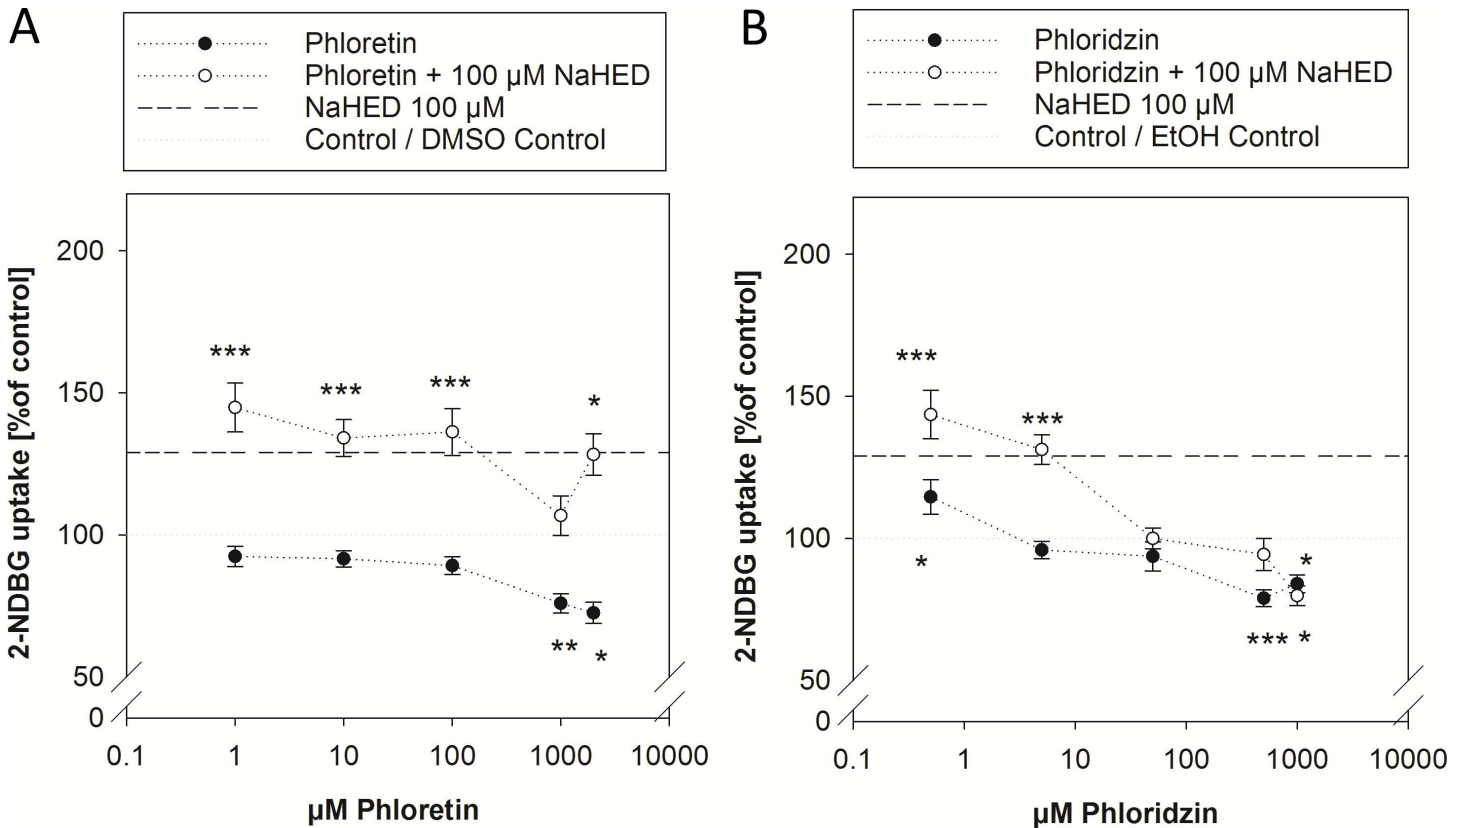 A
Phloretin
Phloretin + 100 µM NaHED
NaHED 100 µM
Control / DMSO Control
2-NDBG uptake [%of control]
200
150
100
50
0
***
***
***
*
**
*
0.1 1 10 100 1000 10000
µM Phloretin
B
Phloridzin
Phloridzin + 100 µM NaHED
NaHED 100 µM
Control / EtOH Control
2-NDBG uptake [%of control]
200
150
100
50
0
***
***
*
*
*** *
0.1 1 10 100 1000 10000
µM Phloridzin